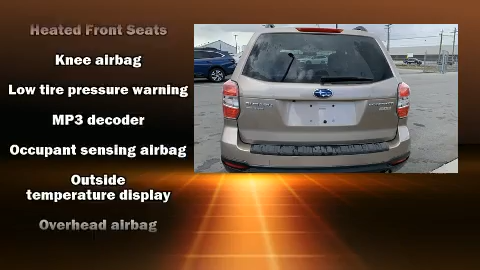 Heated Front Seats
Knee airbag
Low tire pressure warning
MP3 decoder
Occupant sensing airbag
Outside
temperature display
Overhead airbag
SUBARU